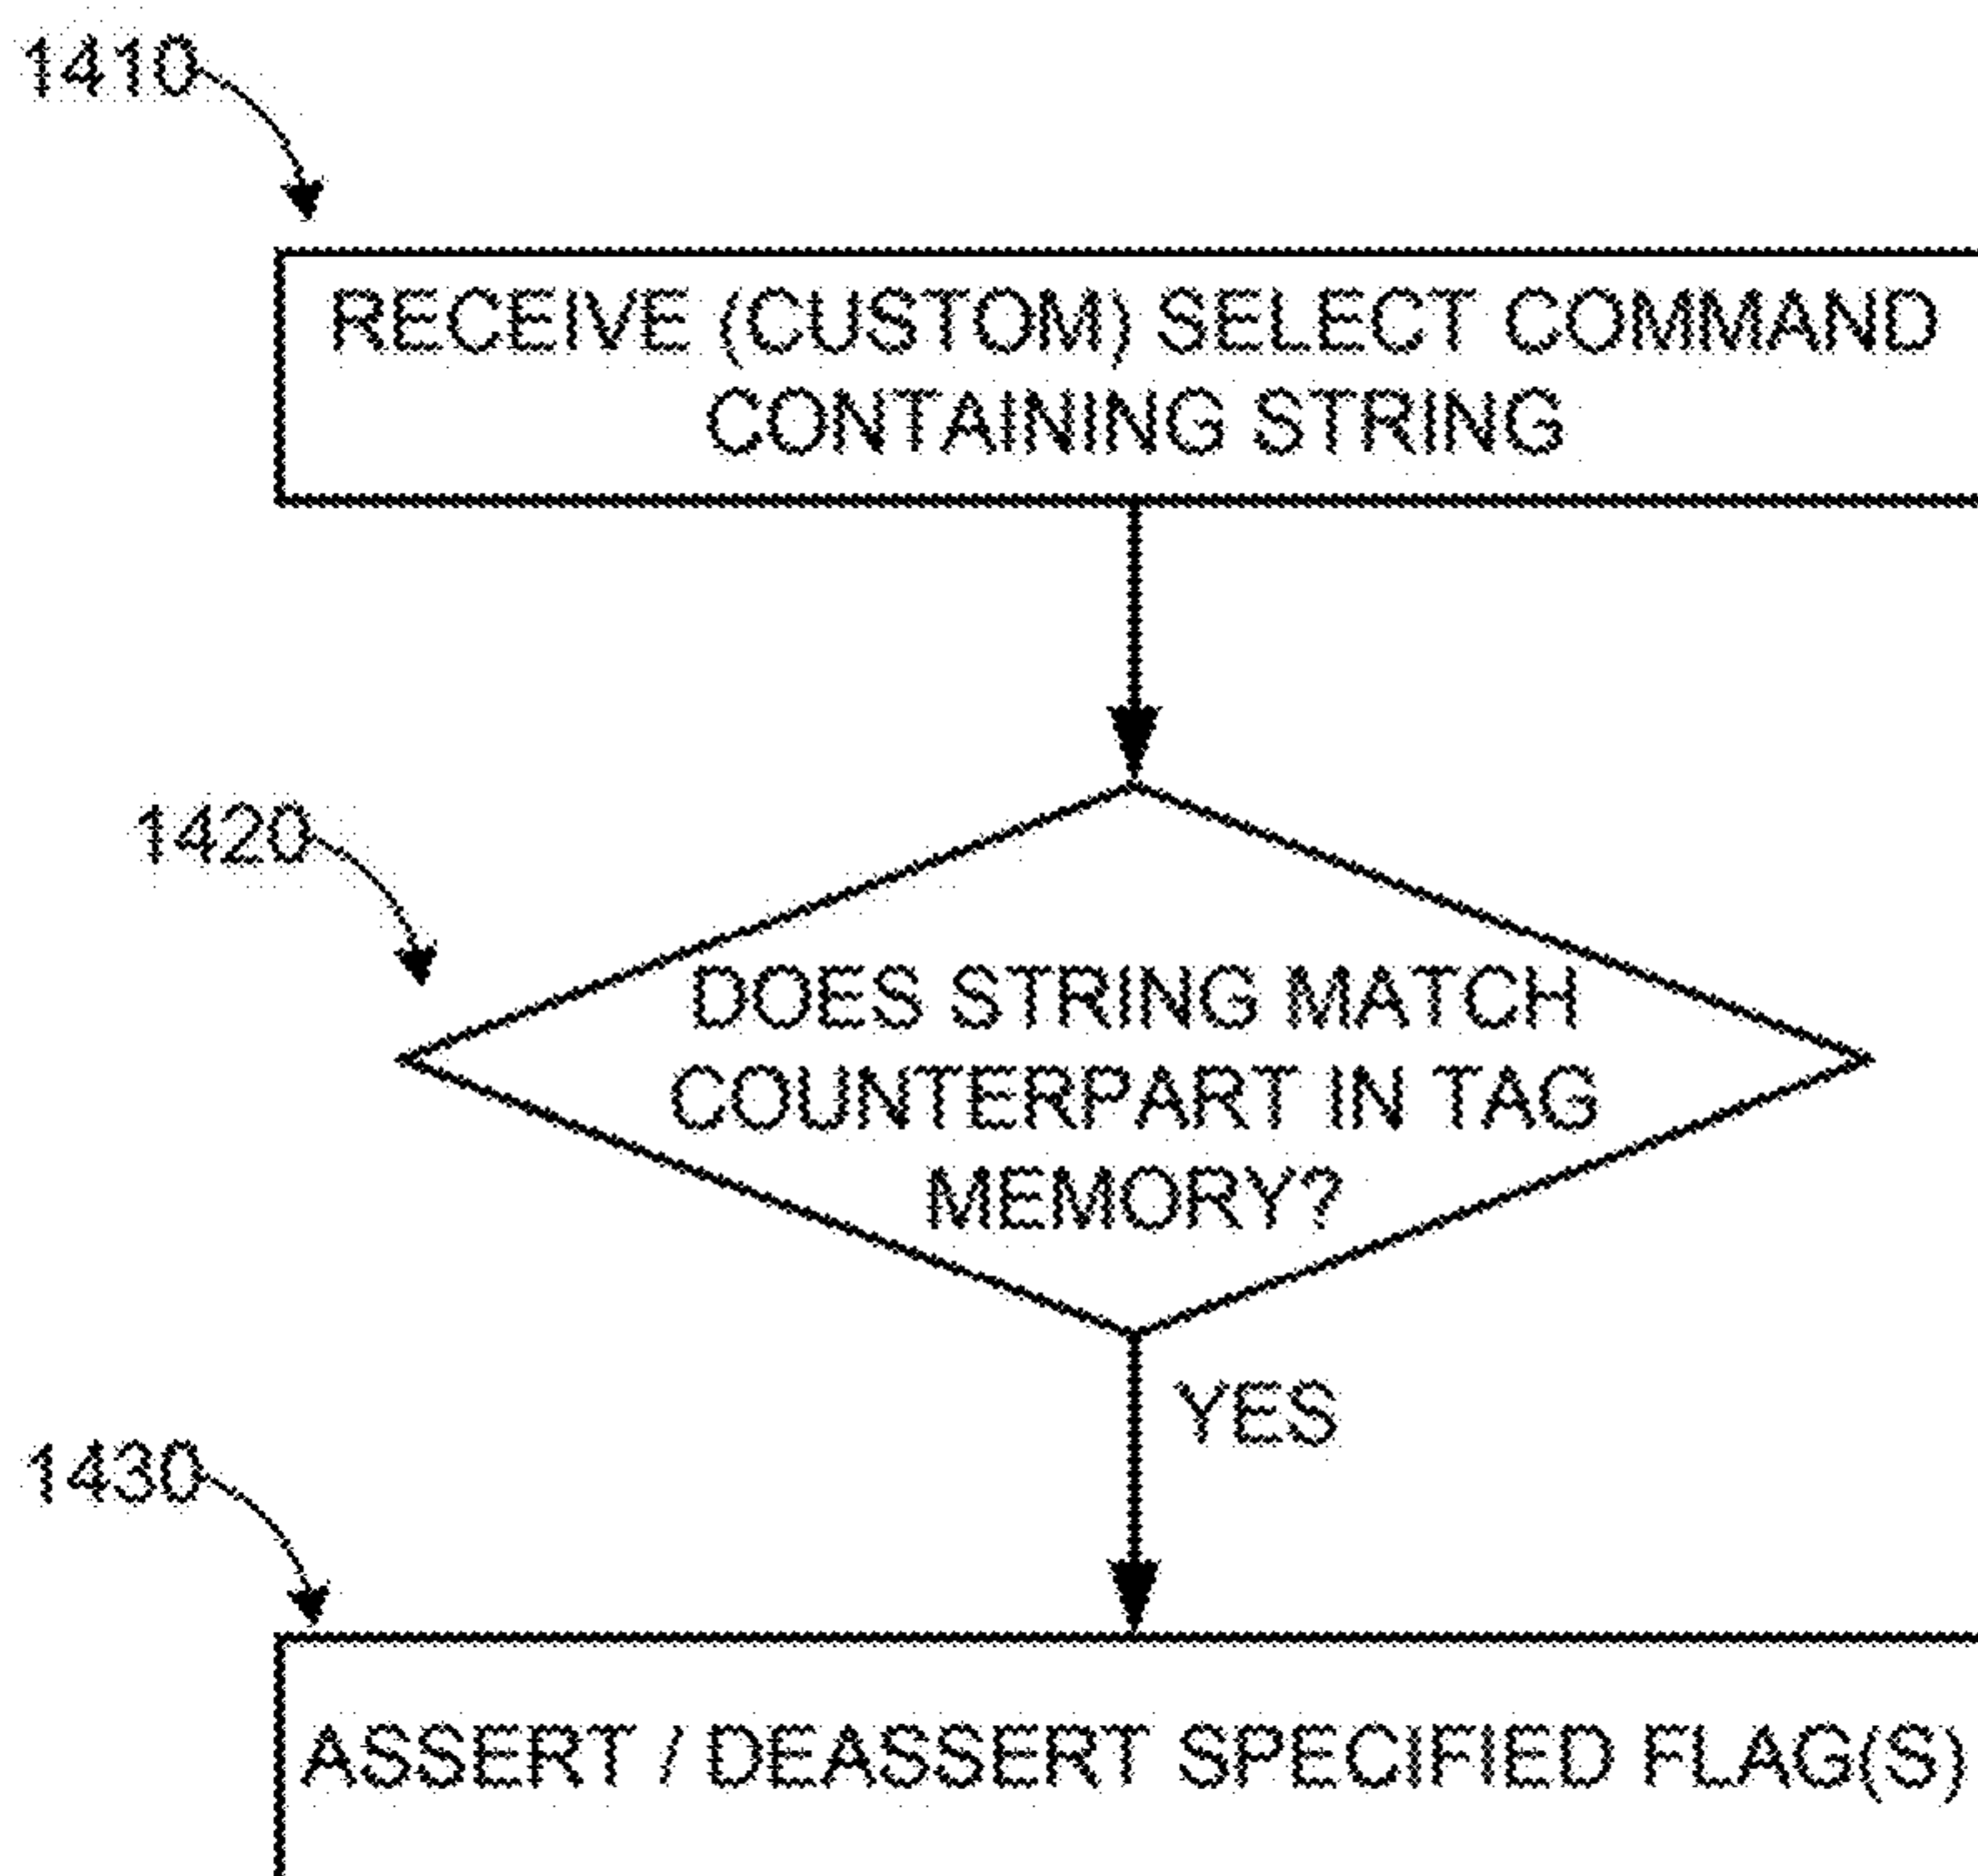 1410
RECEIVE (CUSTOM) SELECT COMMAND
CONTAINING STRING
1420
DOES STRING MATCH
COUNTERPART IN TAG
MEMORY?
YES
1430
ASSERT / DEASSERT SPECIFIED FLAG(S)